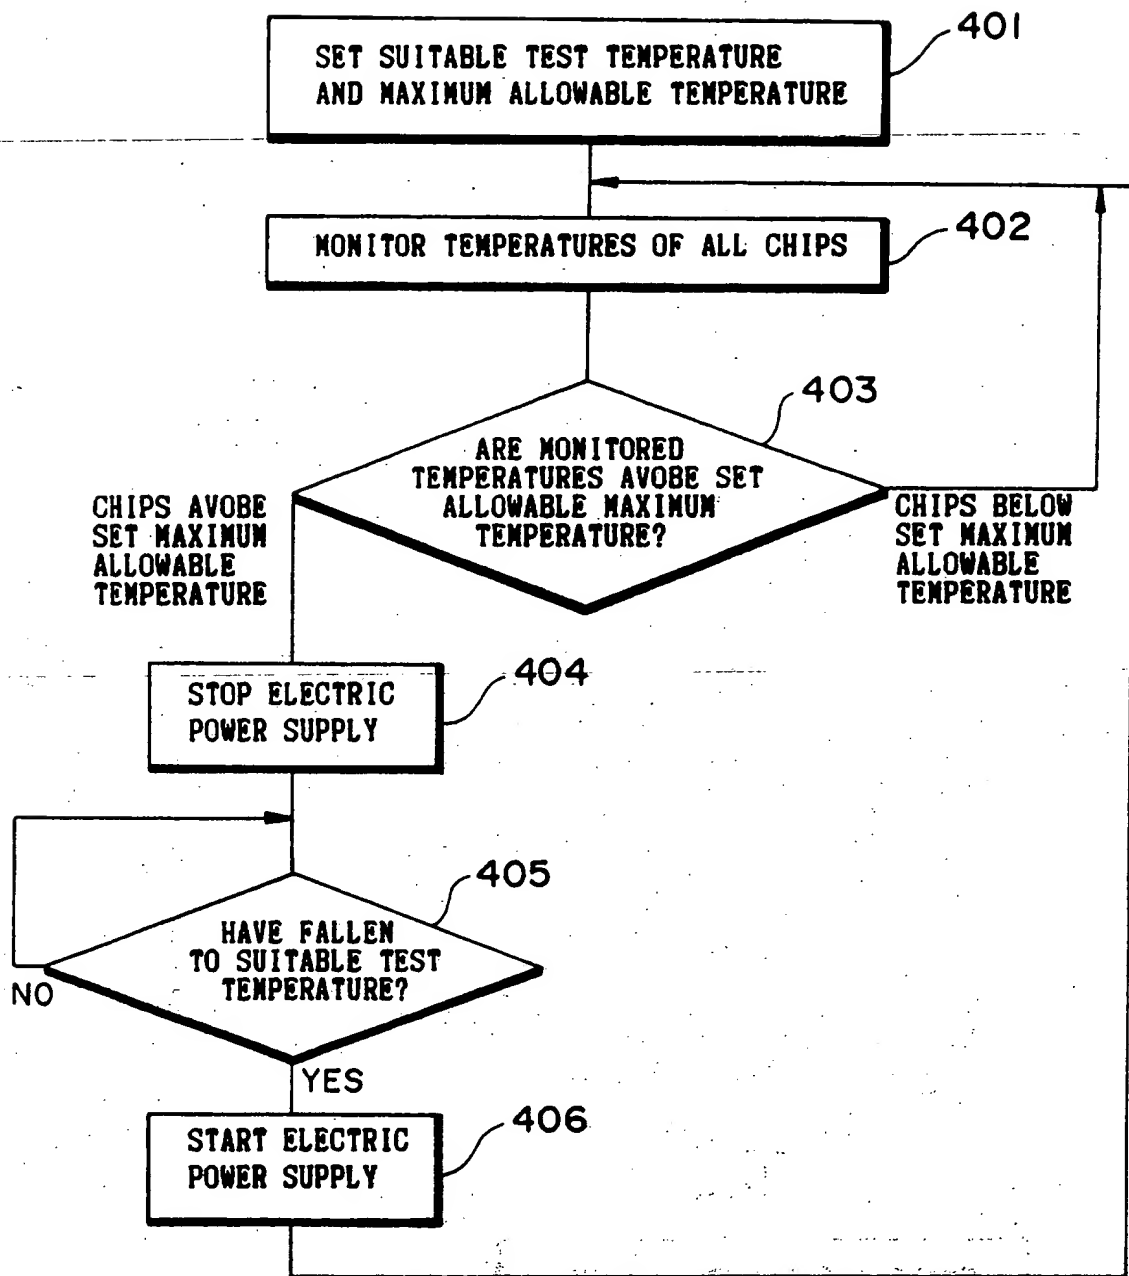 401
SET SUITABLE TEST TEMPERATURE
AND MAXIMUM ALLOWABLE TEMPERATURE
402
MONITOR TEMPERATURES OF ALL CHIPS
403
ARE MONITORED
TEMPERATURES AVOBE SET
ALLOWABLE MAXIMUM
TEMPERATURE?
CHIPS AVOBE
SET MAXIMUM
ALLOWABLE
TEMPERATURE
CHIPS BELOW
SET MAXIMUM
ALLOWABLE
TEMPERATURE
404
STOP ELECTRIC
POWER SUPPLY
405
HAVE FALLEN
TO SUITABLE TEST
TEMPERATURE?
NO
YES
406
START ELECTRIC
POWER SUPPLY